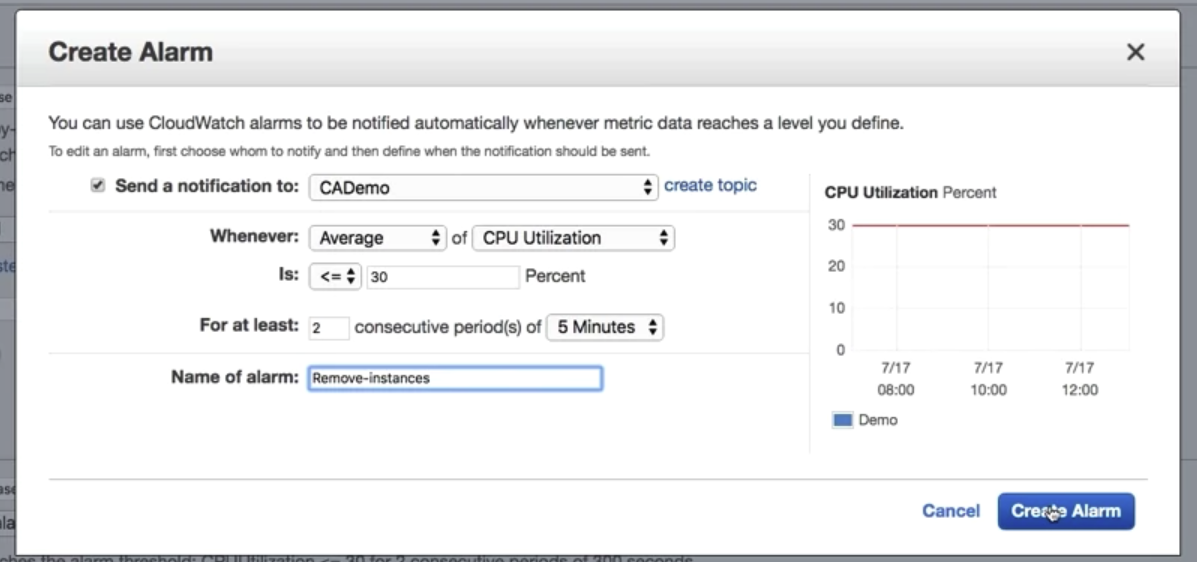 Create Alarm
You can use CloudWatch alarms to be notified automatically whenever metric data reaches a level you define.
To edit an alarm, first choose whom to notify and then define when the notification should be sent.
Send a notification to: CADemo create topic
Whenever: Average of CPU Utilization
Is: <= 30 Percent
For at least: 2 consecutive period(s) of 5 Minutes
Name of alarm: Remove-instances
CPU Utilization Percent
30
20
10
0
7/17 7/17 7/17
08:00 10:00 12:00
Demo
Cancel Create Alarm
the alarm threshold: CPUUtilization <= 30 for 2 consecutive periods of 300 seconds